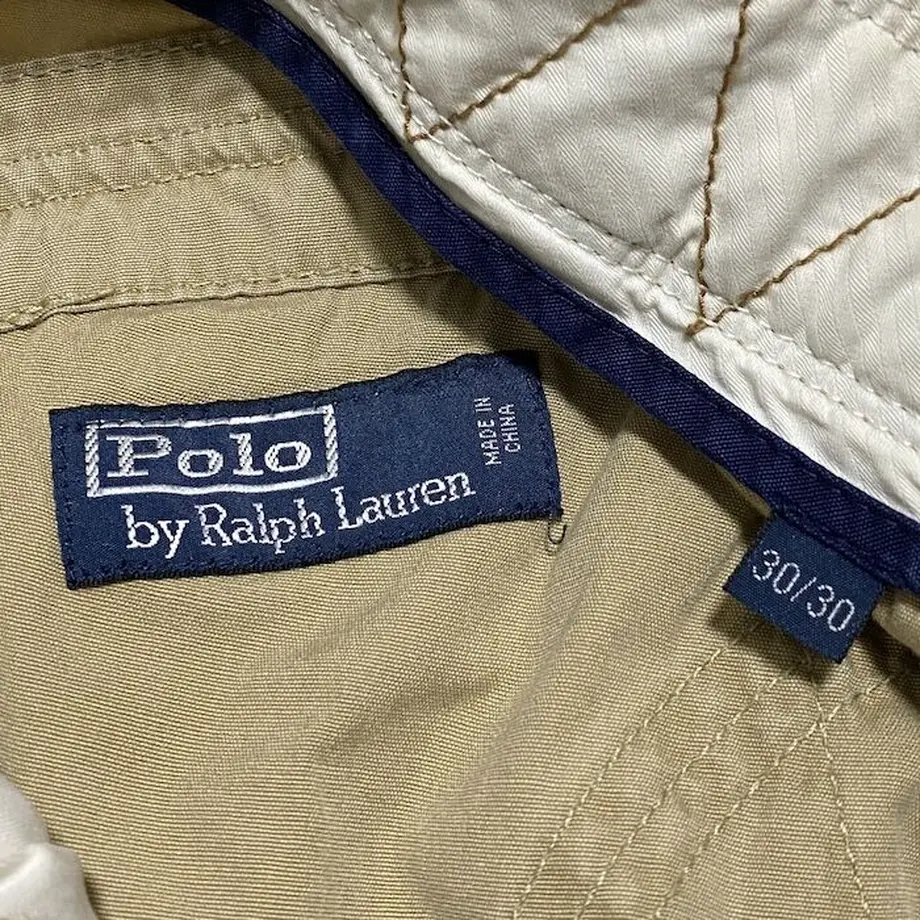 Polo
by Ralph Lauren
MADE IN
CHINA
30/30